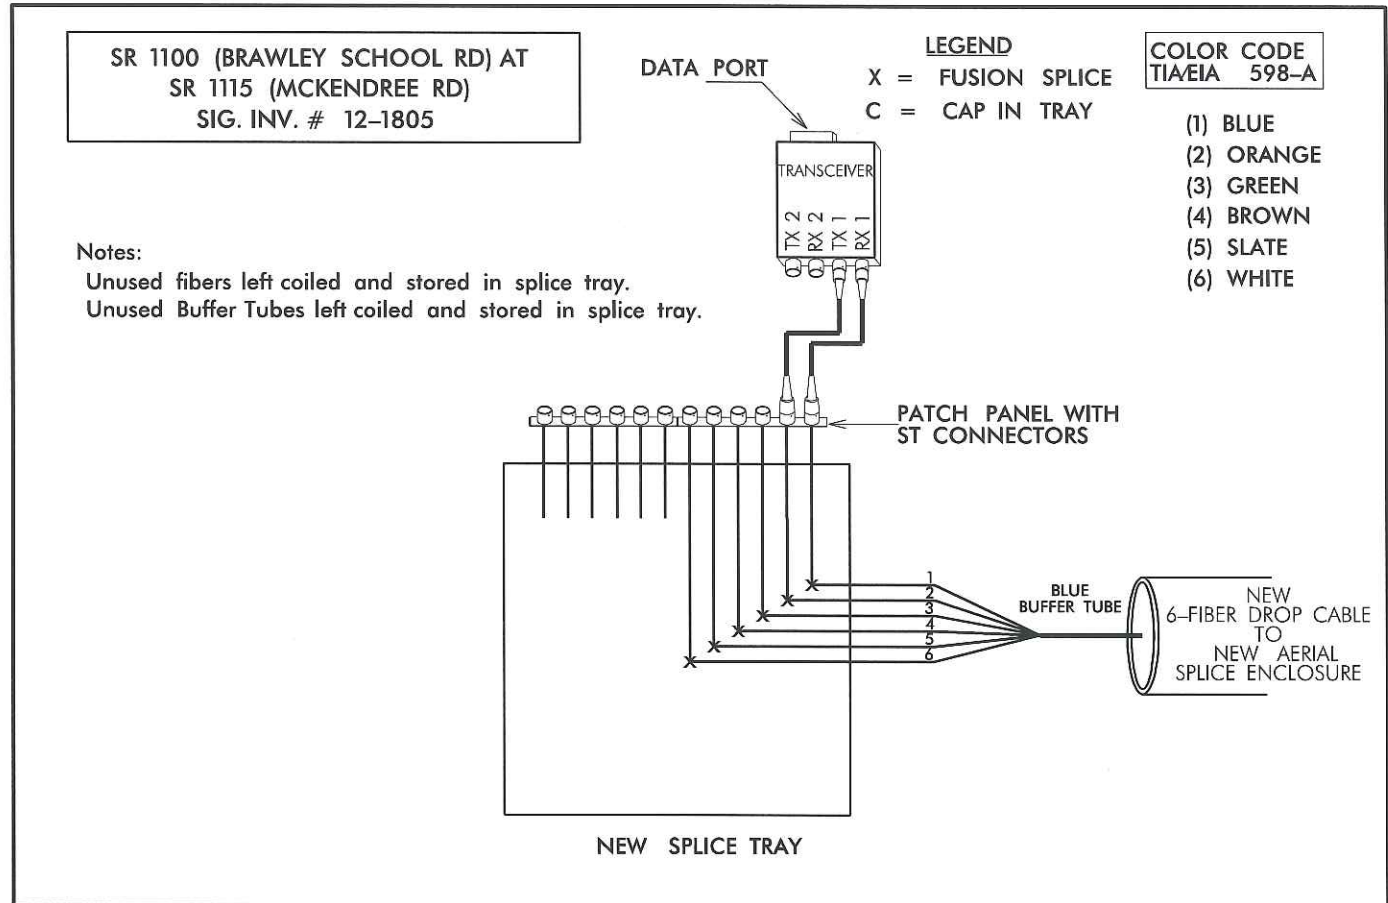 SR 1100 (BRAWLEY SCHOOL RD) AT
SR 1115 (MCKENDREE RD)
SIG. INV. # 12-1805
DATA PORT
LEGEND
X = FUSION SPLICE
C = CAP IN TRAY
COLOR CODE
TIA/EIA 598-A
(1) BLUE
(2) ORANGE
(3) GREEN
(4) BROWN
(5) SLATE
(6) WHITE
TRANSCEIVER
TX 2
RX 2
TX 1
RX 1
Notes:
Unused fibers left coiled and stored in splice tray.
Unused Buffer Tubes left coiled and stored in splice tray.
PATCH PANEL WITH
ST CONNECTORS
X
X
X
X
X
X
1
2
3
4
5
6
BLUE
BUFFER TUBE
NEW
6-FIBER DROP CABLE
TO
NEW AERIAL
SPLICE ENCLOSURE
NEW SPLICE TRAY